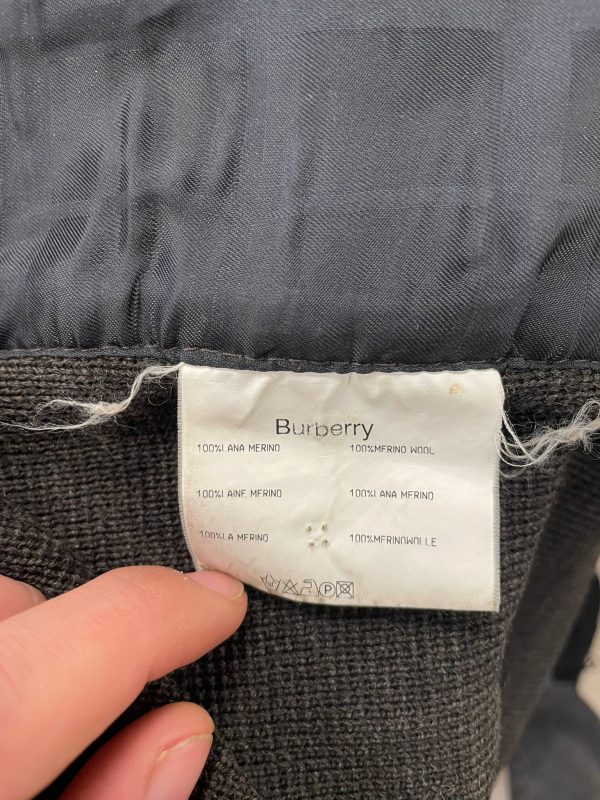 Burberry
100%LANA MERINO 100%MERINO WOOL
100%LAINE MERINO 100%LANA MERINO
100%LA MERINO 100%MERINOWOLLE
P